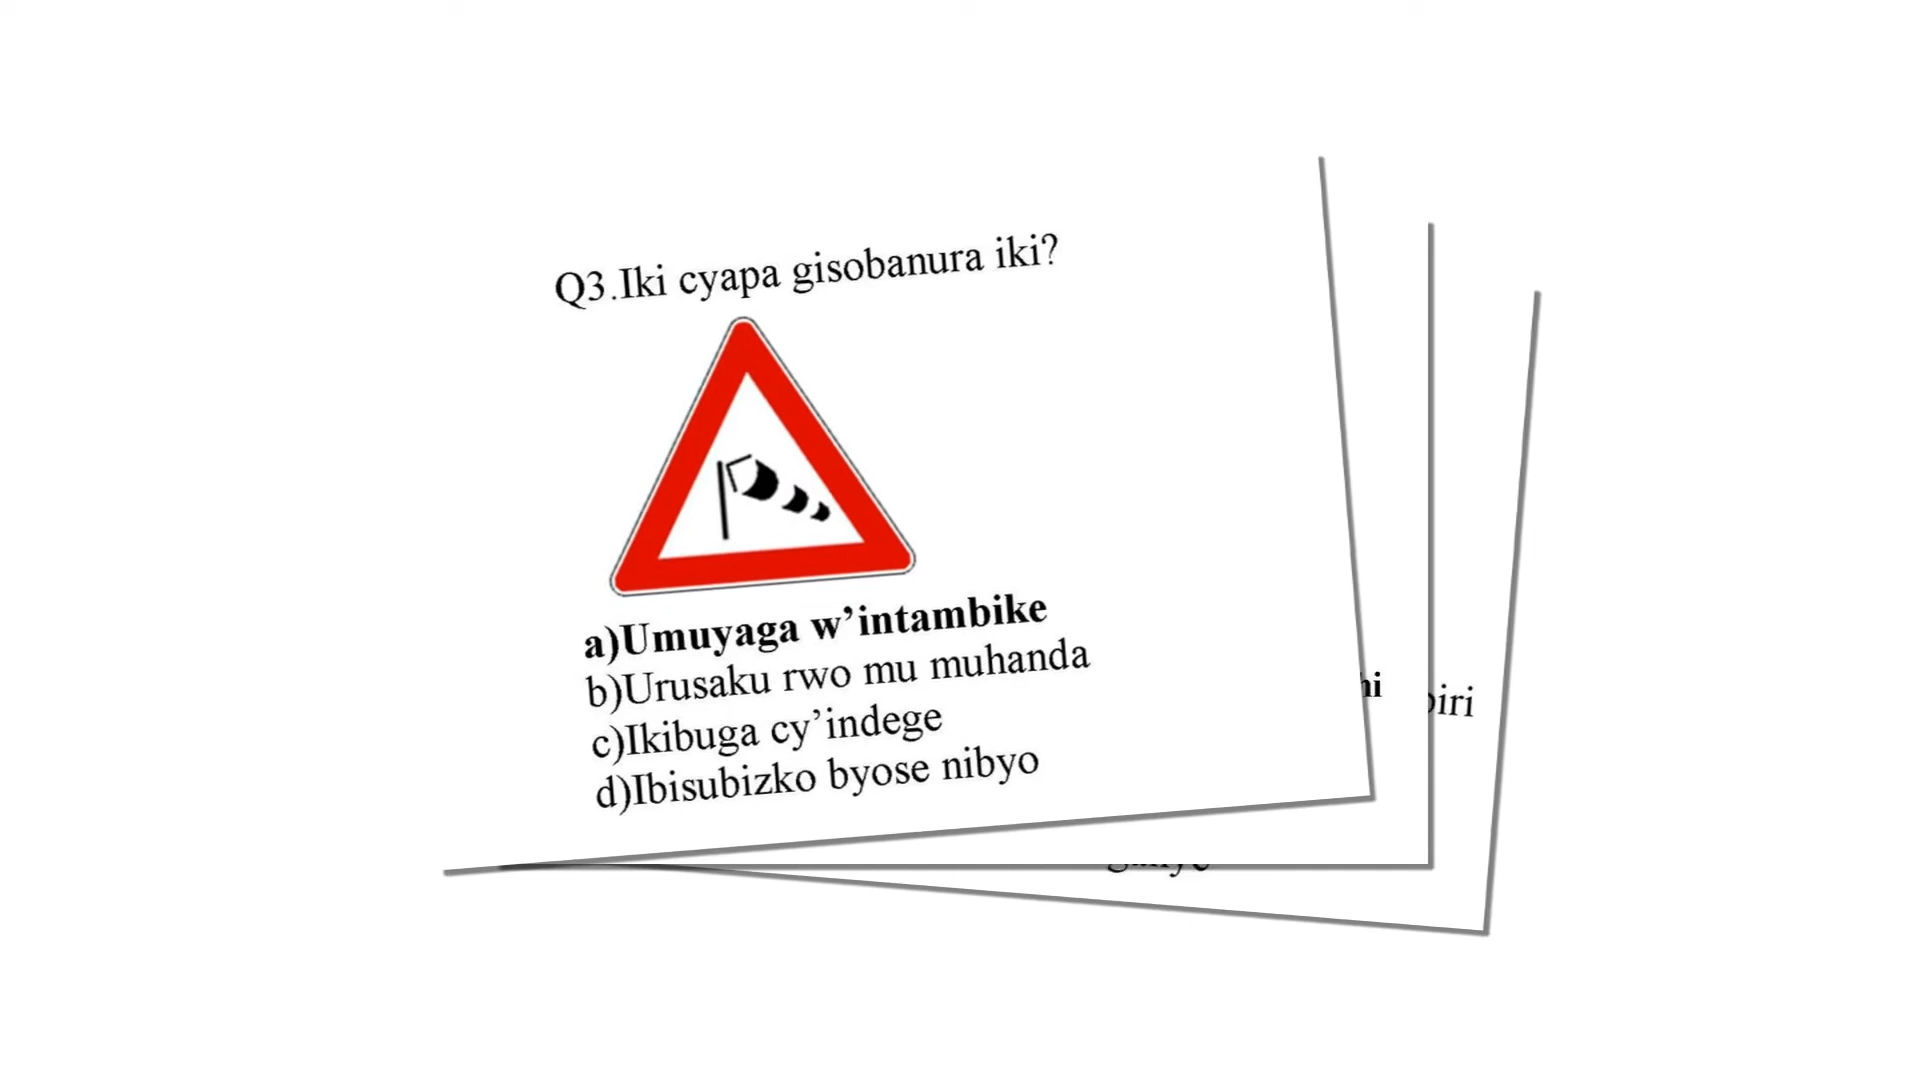 Q3.Iki cyapa gisobanura iki?
a)Umuyaga w’intambike
b)Urusaku rwo mu muhanda
c)Ikibuga cy’indege
d)Ibisubizko byose nibyo